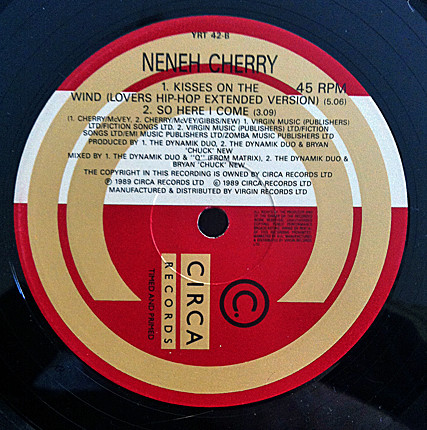 YRT 42-B
NENEH CHERRY
1. KISSES ON THE 45 RPM
WIND (LOVERS HIP-HOP EXTENDED VERSION) (5.06)
2. SO HERE I COME (3.09)
(1. CHERRY/McVEY, 2. CHERRY/McVEY/GIBBS/NEW) 1. VIRGIN MUSIC (PUBLISHERS)
LTD/FICTION SONGS LTD. 2. VIRGIN MUSIC (PUBLISHERS) LTD/FICTION
SONGS LTD/EMI MUSIC PUBLISHERS LTD/ZOMBA MUSIC PUBLISHERS LTD
PRODUCED BY 1. THE DYNAMIK DUO, 2. THE DYNAMIK DUO & BRYAN
'CHUCK' NEW
MIXED BY 1. THE DYNAMIK DUO & "Q" (FROM MATRIX), 2. THE DYNAMIK DUO &
BRYAN 'CHUCK' NEW
THE COPYRIGHT IN THIS RECORDING IS OWNED BY CIRCA RECORDS LTD
℗ 1989 CIRCA RECORDS LTD © 1989 CIRCA RECORDS LTD
MANUFACTURED & DISTRIBUTED BY VIRGIN RECORDS LTD
C.
CIRCA
RECORDS
TIMED AND PRIMED